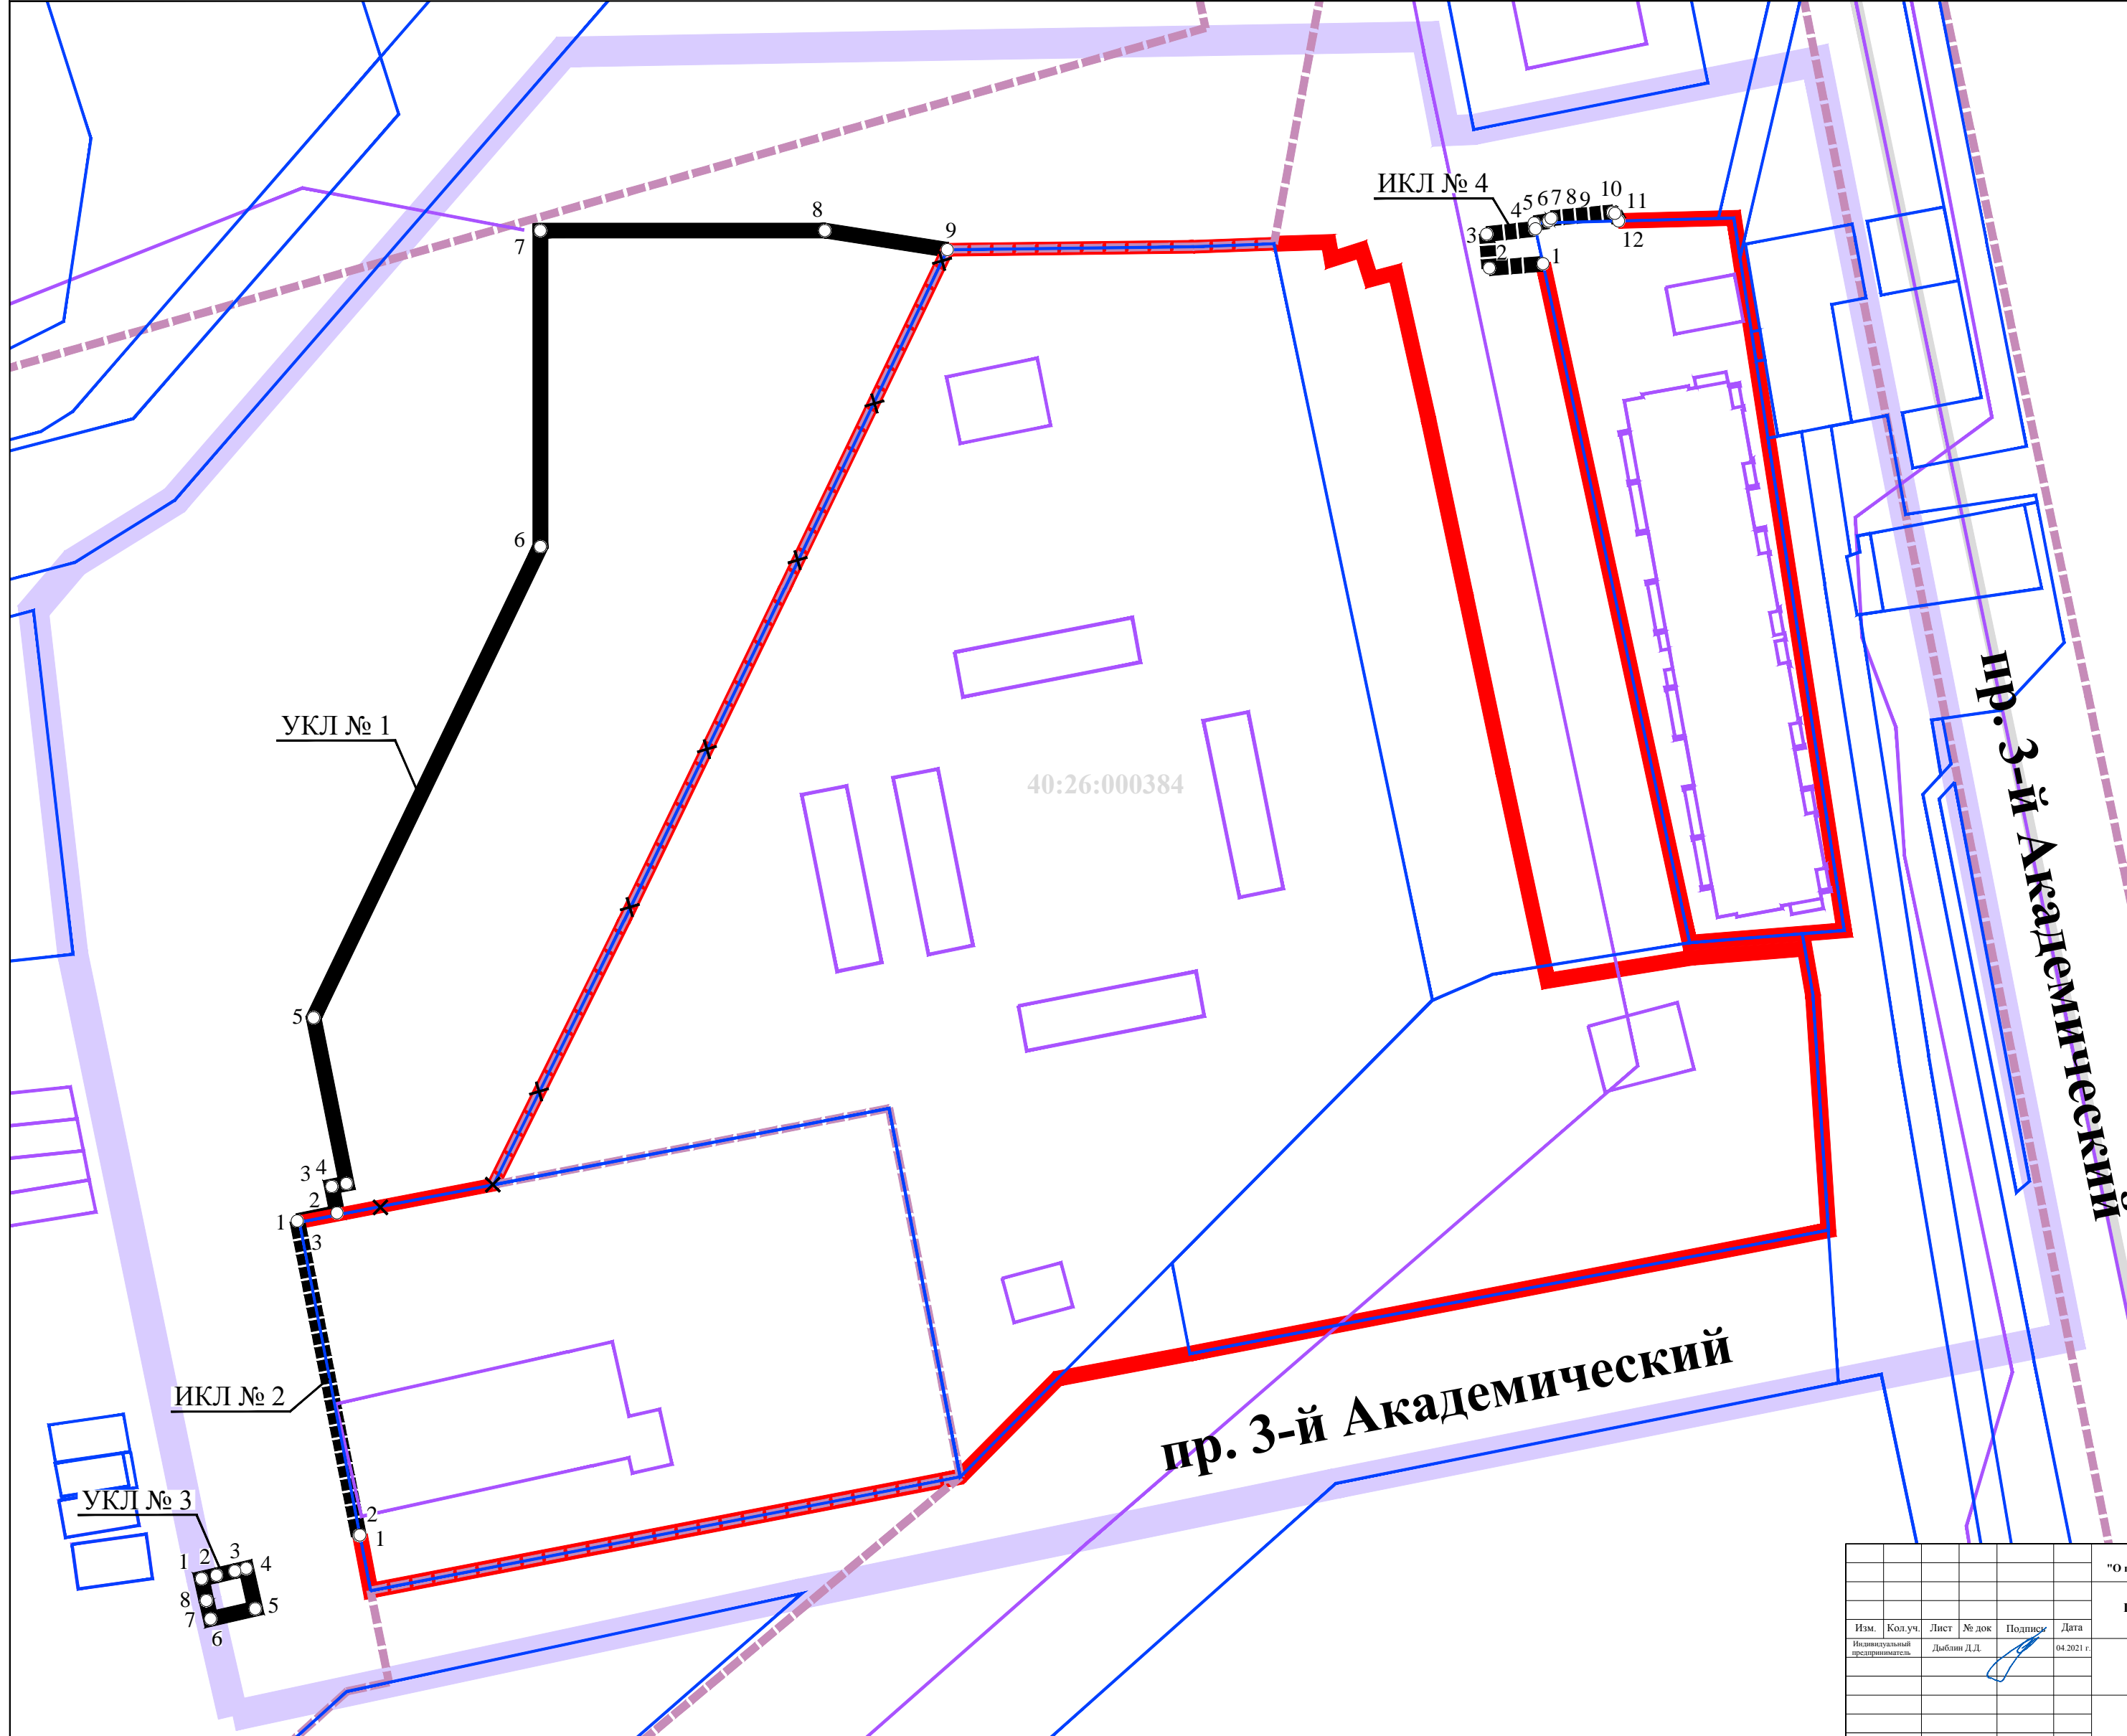 ИКЛ № 4
10
8
5
6
7
8
9
11
4
3
12
7
9
2
1
6
УКЛ № 1
пр. 3-й Академический
40:26:000384
5
3
4
2
1
3
ИКЛ № 2
пр. 3-й Академический
УКЛ № 3
2
1
1
2
3
4
8
5
7
6
"О
Изм.
Кол.уч.
Лист
№ док
Подпись
Дата
Индивидуальный
предприниматель
Дыблин Д.Д.
04.2021 г.